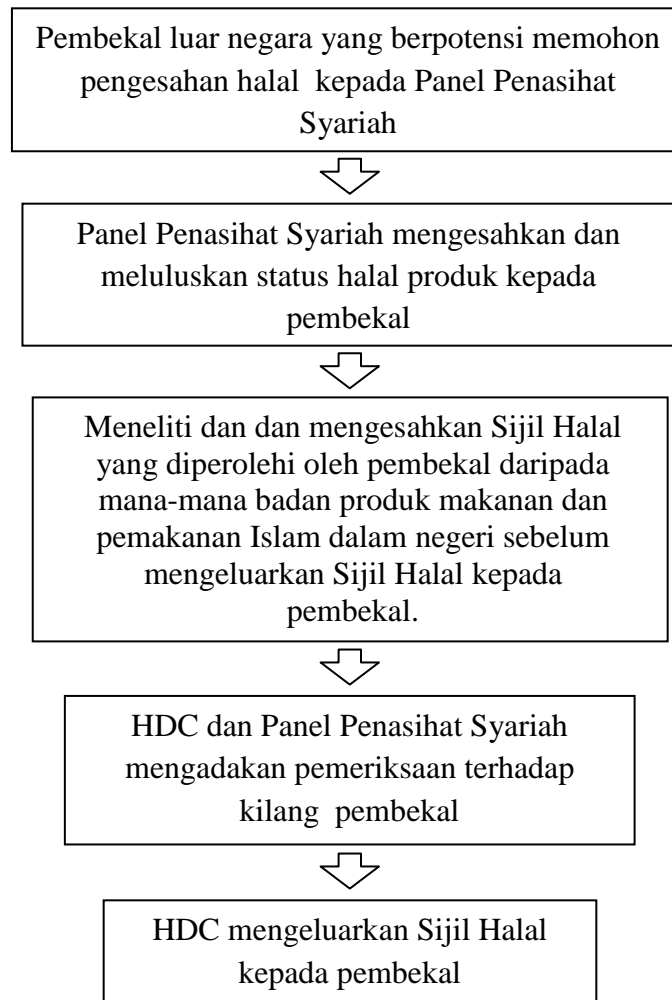 Pembekal luar negara yang berpotensi memohon
pengesahan halal kepada Panel Penasihat
Syariah
Panel Penasihat Syariah mengesahkan dan
meluluskan status halal produk kepada
pembekal
Meneliti dan dan mengesahkan Sijil Halal
yang diperolehi oleh pembekal daripada
mana-mana badan produk makanan dan
pemakanan Islam dalam negeri sebelum
mengeluarkan Sijil Halal kepada
pembekal.
HDC dan Panel Penasihat Syariah
mengadakan pemeriksaan terhadap
kilang pembekal
HDC mengeluarkan Sijil Halal
kepada pembekal